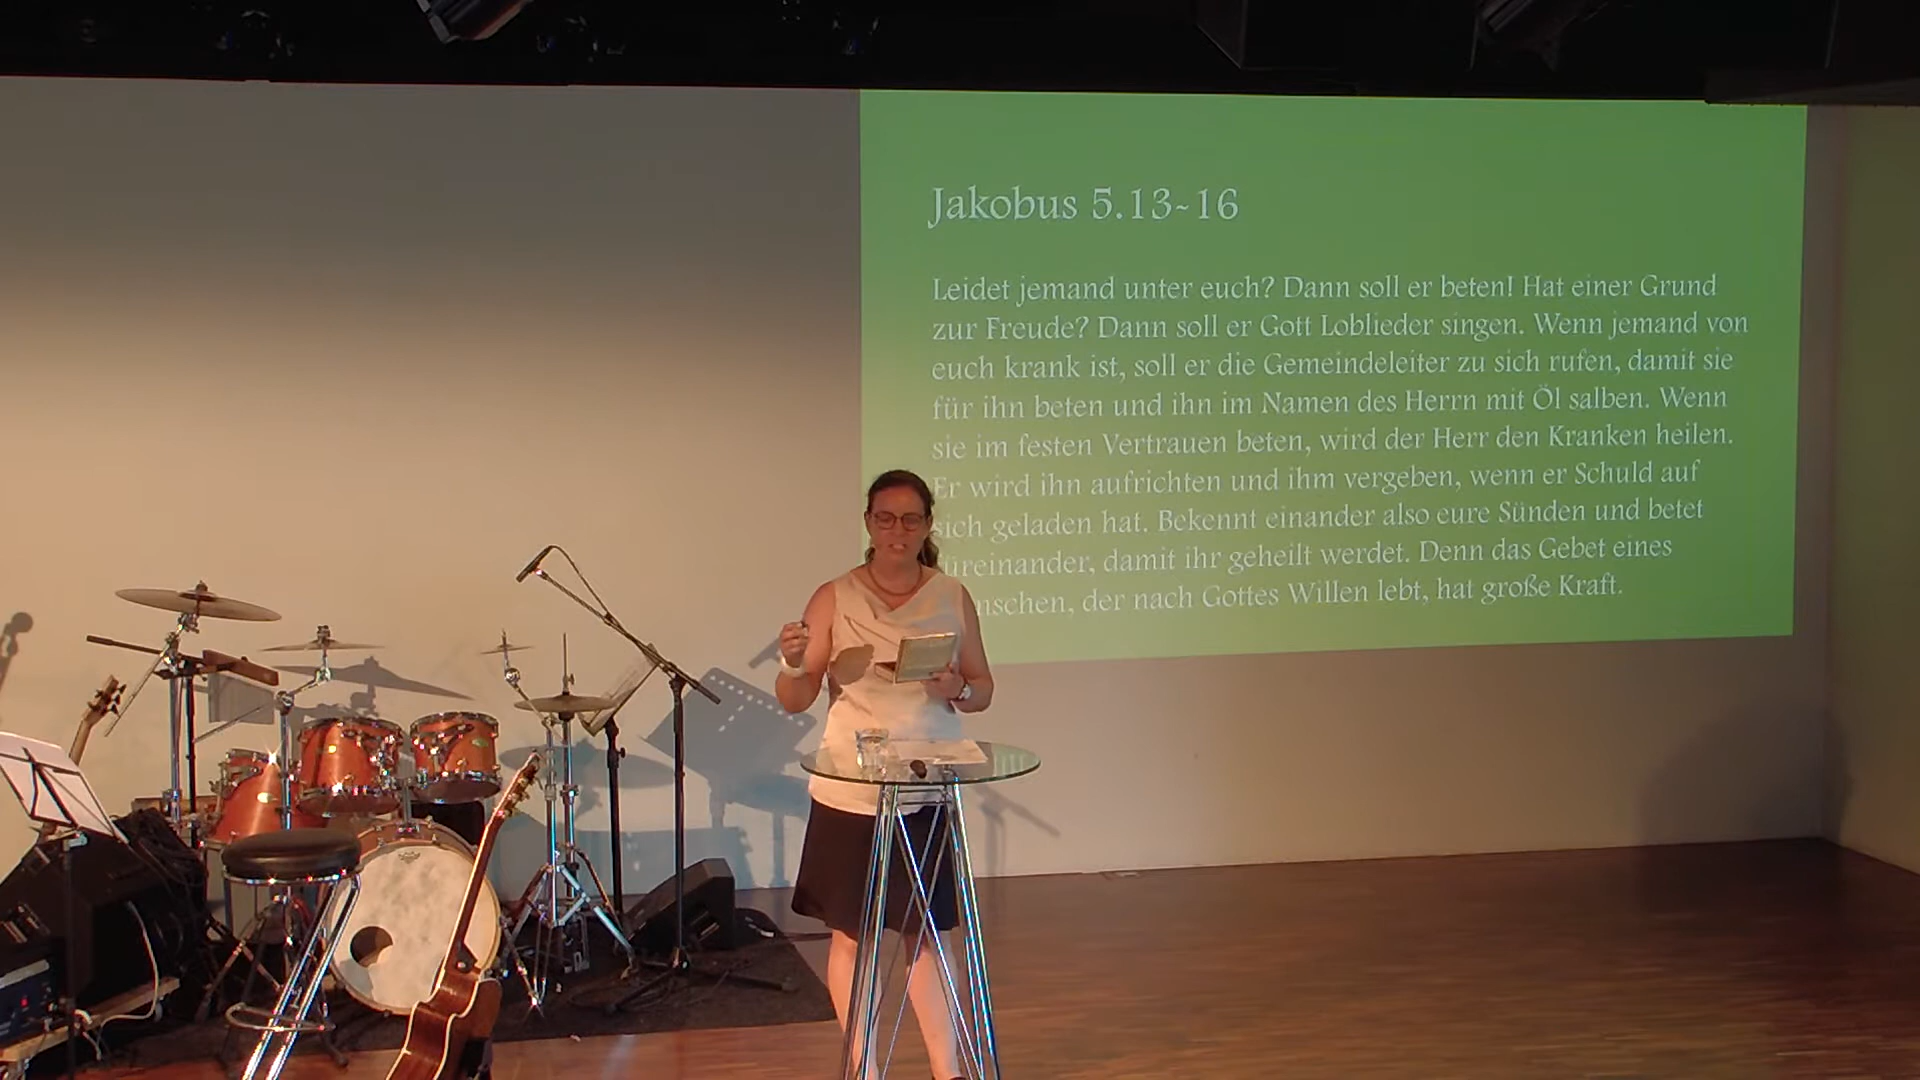 Jakobus 5.13-16
Leidet jemand unter euch? Dann soll er beten! Hat einer Grund
zur Freude? Dann soll er Gott Loblieder singen. Wenn jemand von
euch krank ist, soll er die Gemeindeleiter zu sich rufen, damit sie
für ihn beten und ihn im Namen des Herrn mit Öl salben. Wenn
sie im festen Vertrauen beten, wird der Herr den Kranken heilen.
Er wird ihn aufrichten und ihm vergeben, wenn er Schuld auf
sich geladen hat. Bekennt einander also eure Sünden und betet
füreinander, damit ihr geheilt werdet. Denn das Gebet eines
der nach Gottes Willen lebt, hat große Kraft.